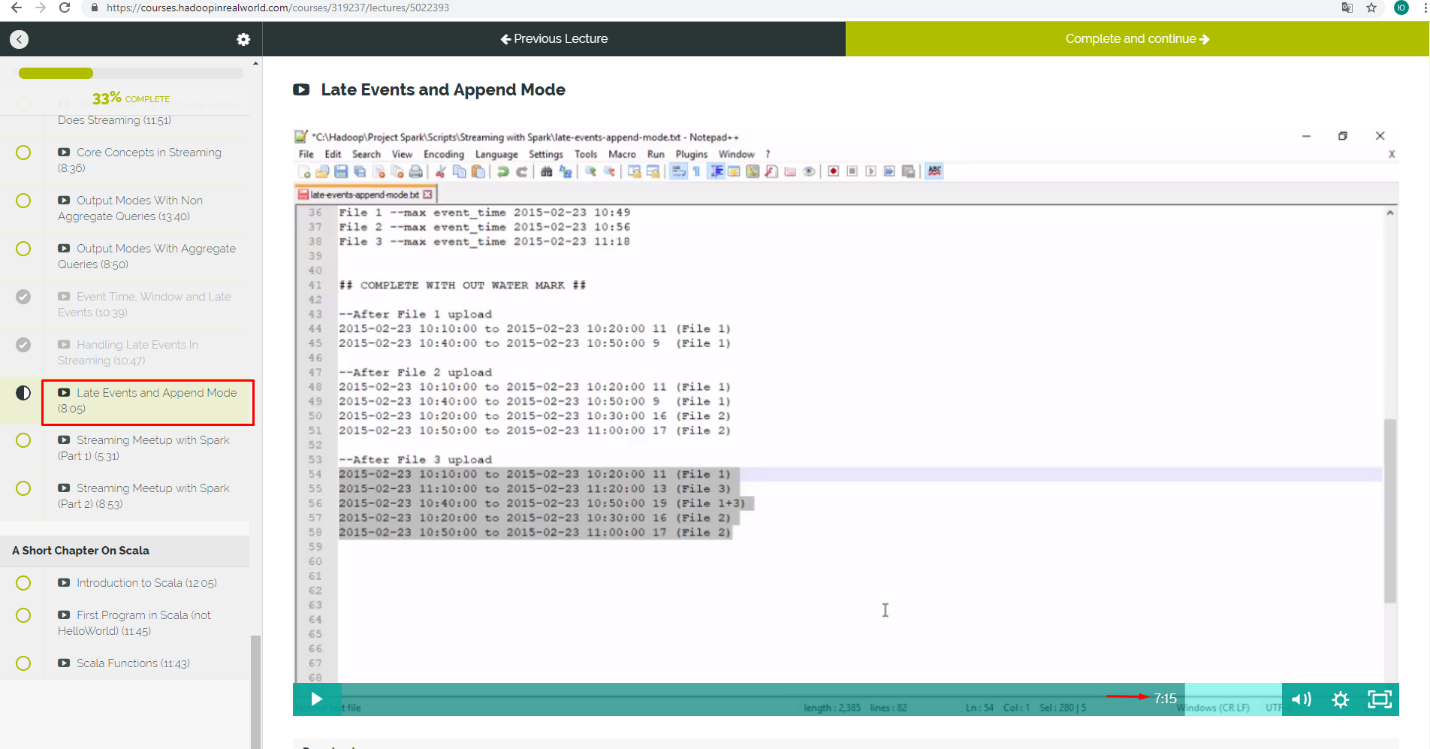 https://courses.hadoopinrealworld.com/courses/319237/lectures/5022393
Ю
Previous Lecture
Complete and continue
33% COMPLETE
Does Streaming (11:51)
Core Concepts in Streaming
(8:36)
Output Modes With Non
Aggregate Queries (13:40)
Output Modes With Aggregate
Queries (8:50)
Event Time, Window and Late
Events (10:39)
Handling Late Events In
Streaming (10:47)
Late Events and Append Mode
(8:05)
Streaming Meetup with Spark
(Part 1) (5:31)
Streaming Meetup with Spark
(Part 2) (8:53)
A Short Chapter On Scala
Introduction to Scala (12:05)
First Program in Scala (not
HelloWorld) (11:45)
Scala Functions (11:43)
Late Events and Append Mode
*C:\Hadoop\Project Spark\Scripts\Streaming with Spark\late-events-append-mode.txt - Notepad++
File Edit Search View Encoding Language Settings Tools Macro Run Plugins Window ?
X
late-events-append-mode.txt
36 File 1 --max event_time 2015-02-23 10:49
37 File 2 --max event_time 2015-02-23 10:56
38 File 3 --max event_time 2015-02-23 11:18
39
40
41 ## COMPLETE WITH OUT WATER MARK ##
42
43 --After File 1 upload
44 2015-02-23 10:10:00 to 2015-02-23 10:20:00 11 (File 1)
45 2015-02-23 10:40:00 to 2015-02-23 10:50:00 9 (File 1)
46
47 --After File 2 upload
48 2015-02-23 10:10:00 to 2015-02-23 10:20:00 11 (File 1)
49 2015-02-23 10:40:00 to 2015-02-23 10:50:00 9 (File 1)
50 2015-02-23 10:20:00 to 2015-02-23 10:30:00 16 (File 2)
51 2015-02-23 10:50:00 to 2015-02-23 11:00:00 17 (File 2)
52
53 --After File 3 upload
54 2015-02-23 10:10:00 to 2015-02-23 10:20:00 11 (File 1)
55 2015-02-23 11:10:00 to 2015-02-23 11:20:00 13 (File 3)
56 2015-02-23 10:40:00 to 2015-02-23 10:50:00 19 (File 1+3)
57 2015-02-23 10:20:00 to 2015-02-23 10:30:00 16 (File 2)
58 2015-02-23 10:50:00 to 2015-02-23 11:00:00 17 (File 2)
59
60
61
62
63
64
65
66
67
68
7:15
xt file length : 2,385 lines : 82 Ln : 54 Col : 1 Sel : 280 | 5 Windows (CR LF) UTF